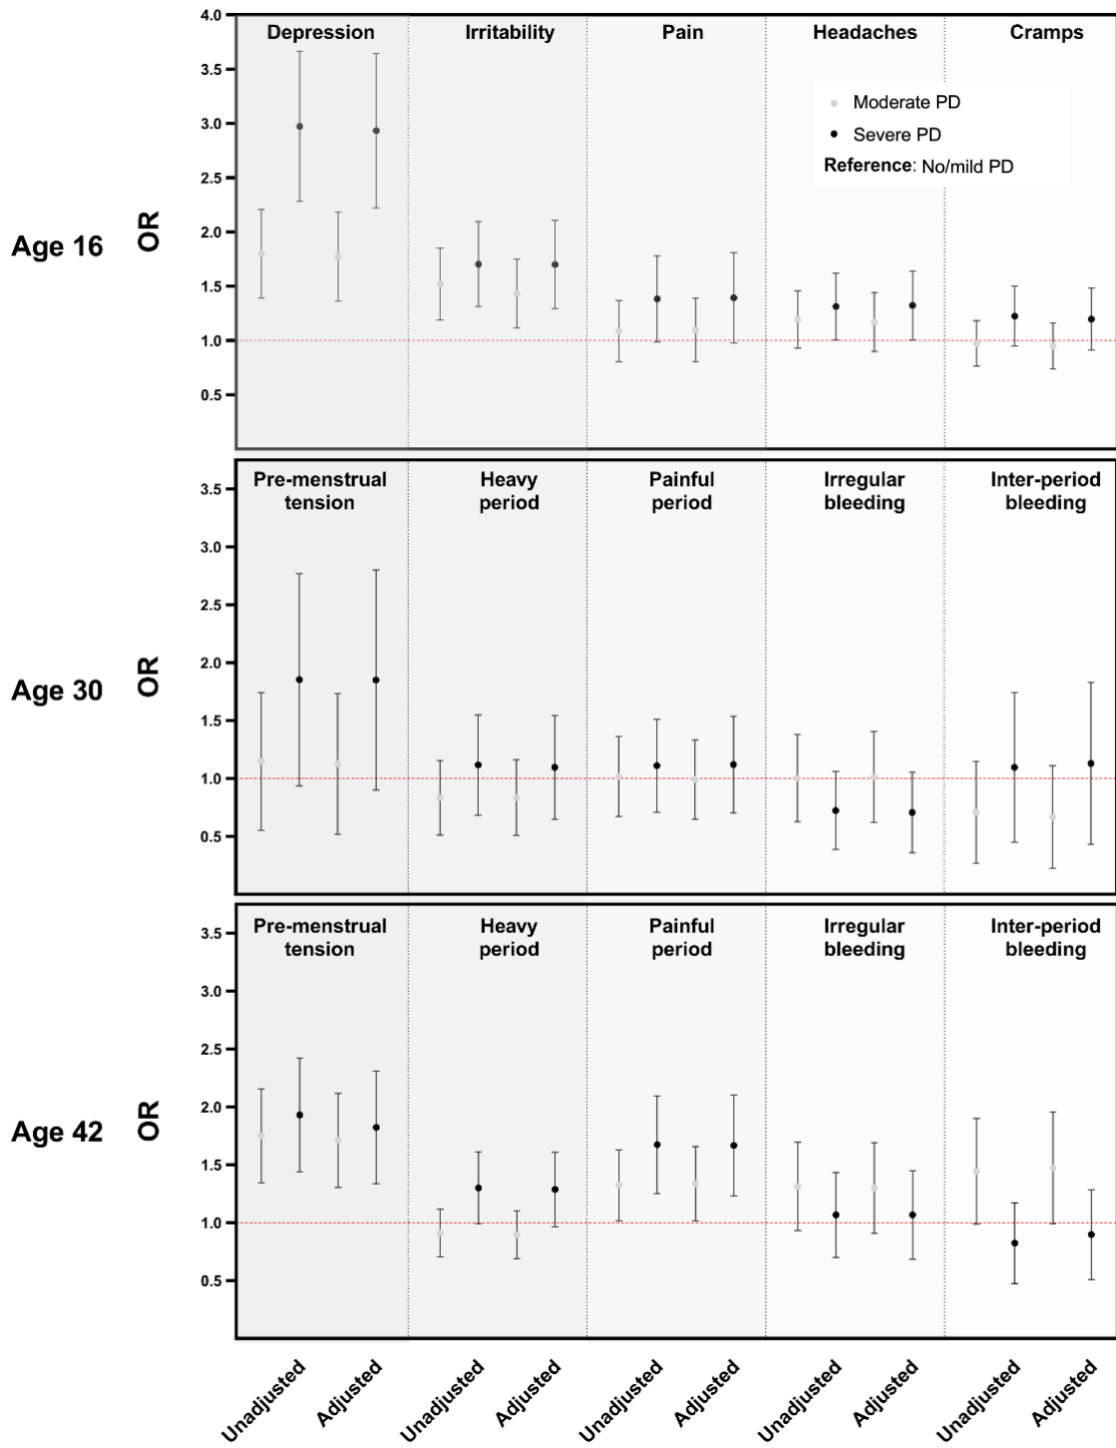 4.0
Depression Irritability Pain Headaches Cramps
3.5
Moderate PD
3.0
Severe PD
Reference: No/mild PD
2.5
2.0
Age 16 OR
1.5
1.0
0.5
Pre-menstrual tension Heavy period Painful period Irregular bleeding Inter-period bleeding
3.5
3.0
2.5
2.0
Age 30 OR
1.5
1.0
0.5
Pre-menstrual tension Heavy period Painful period Irregular bleeding Inter-period bleeding
3.5
3.0
2.5
2.0
Age 42 OR
1.5
1.0
0.5
Unadjusted Adjusted Unadjusted Adjusted Unadjusted Adjusted Unadjusted Adjusted Unadjusted Adjusted